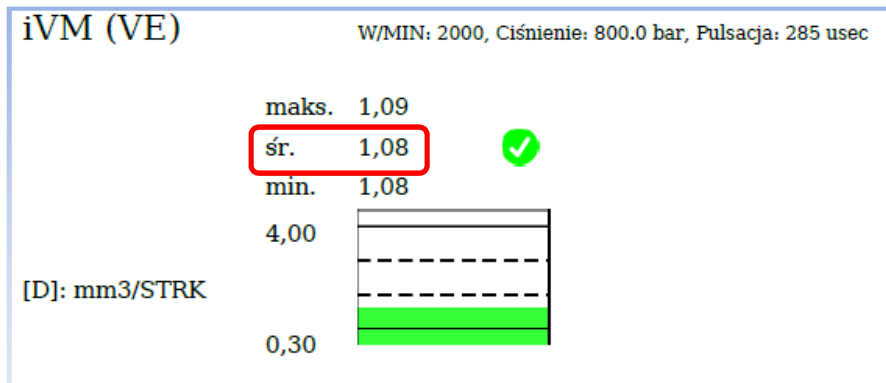 iVM (VE)
W/MIN: 2000, Ciśnienie: 800.0 bar, Pulsacja: 285 usec
maks. 1,09
śr. 1,08
min. 1,08
4,00
[D]: mm3/STRK
0,30